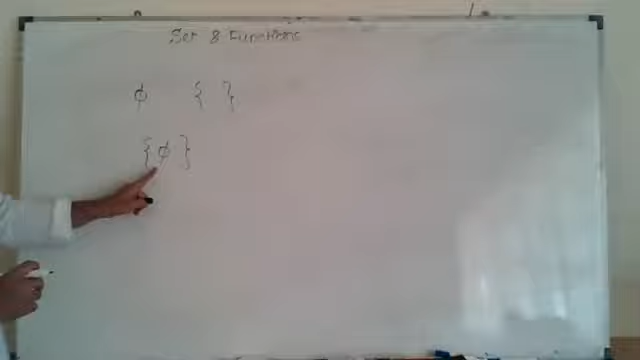 Set & Functions
φ { }
{ φ }